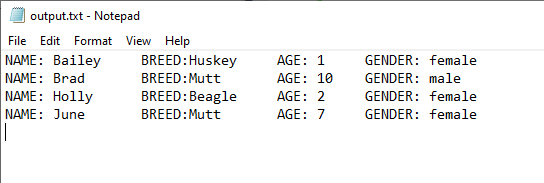 output.txt - Notepad
File Edit Format View Help
NAME: Bailey BREED:Huskey AGE: 1 GENDER: female
NAME: Brad BREED:Mutt AGE: 10 GENDER: male
NAME: Holly BREED:Beagle AGE: 2 GENDER: female
NAME: June BREED:Mutt AGE: 7 GENDER: female